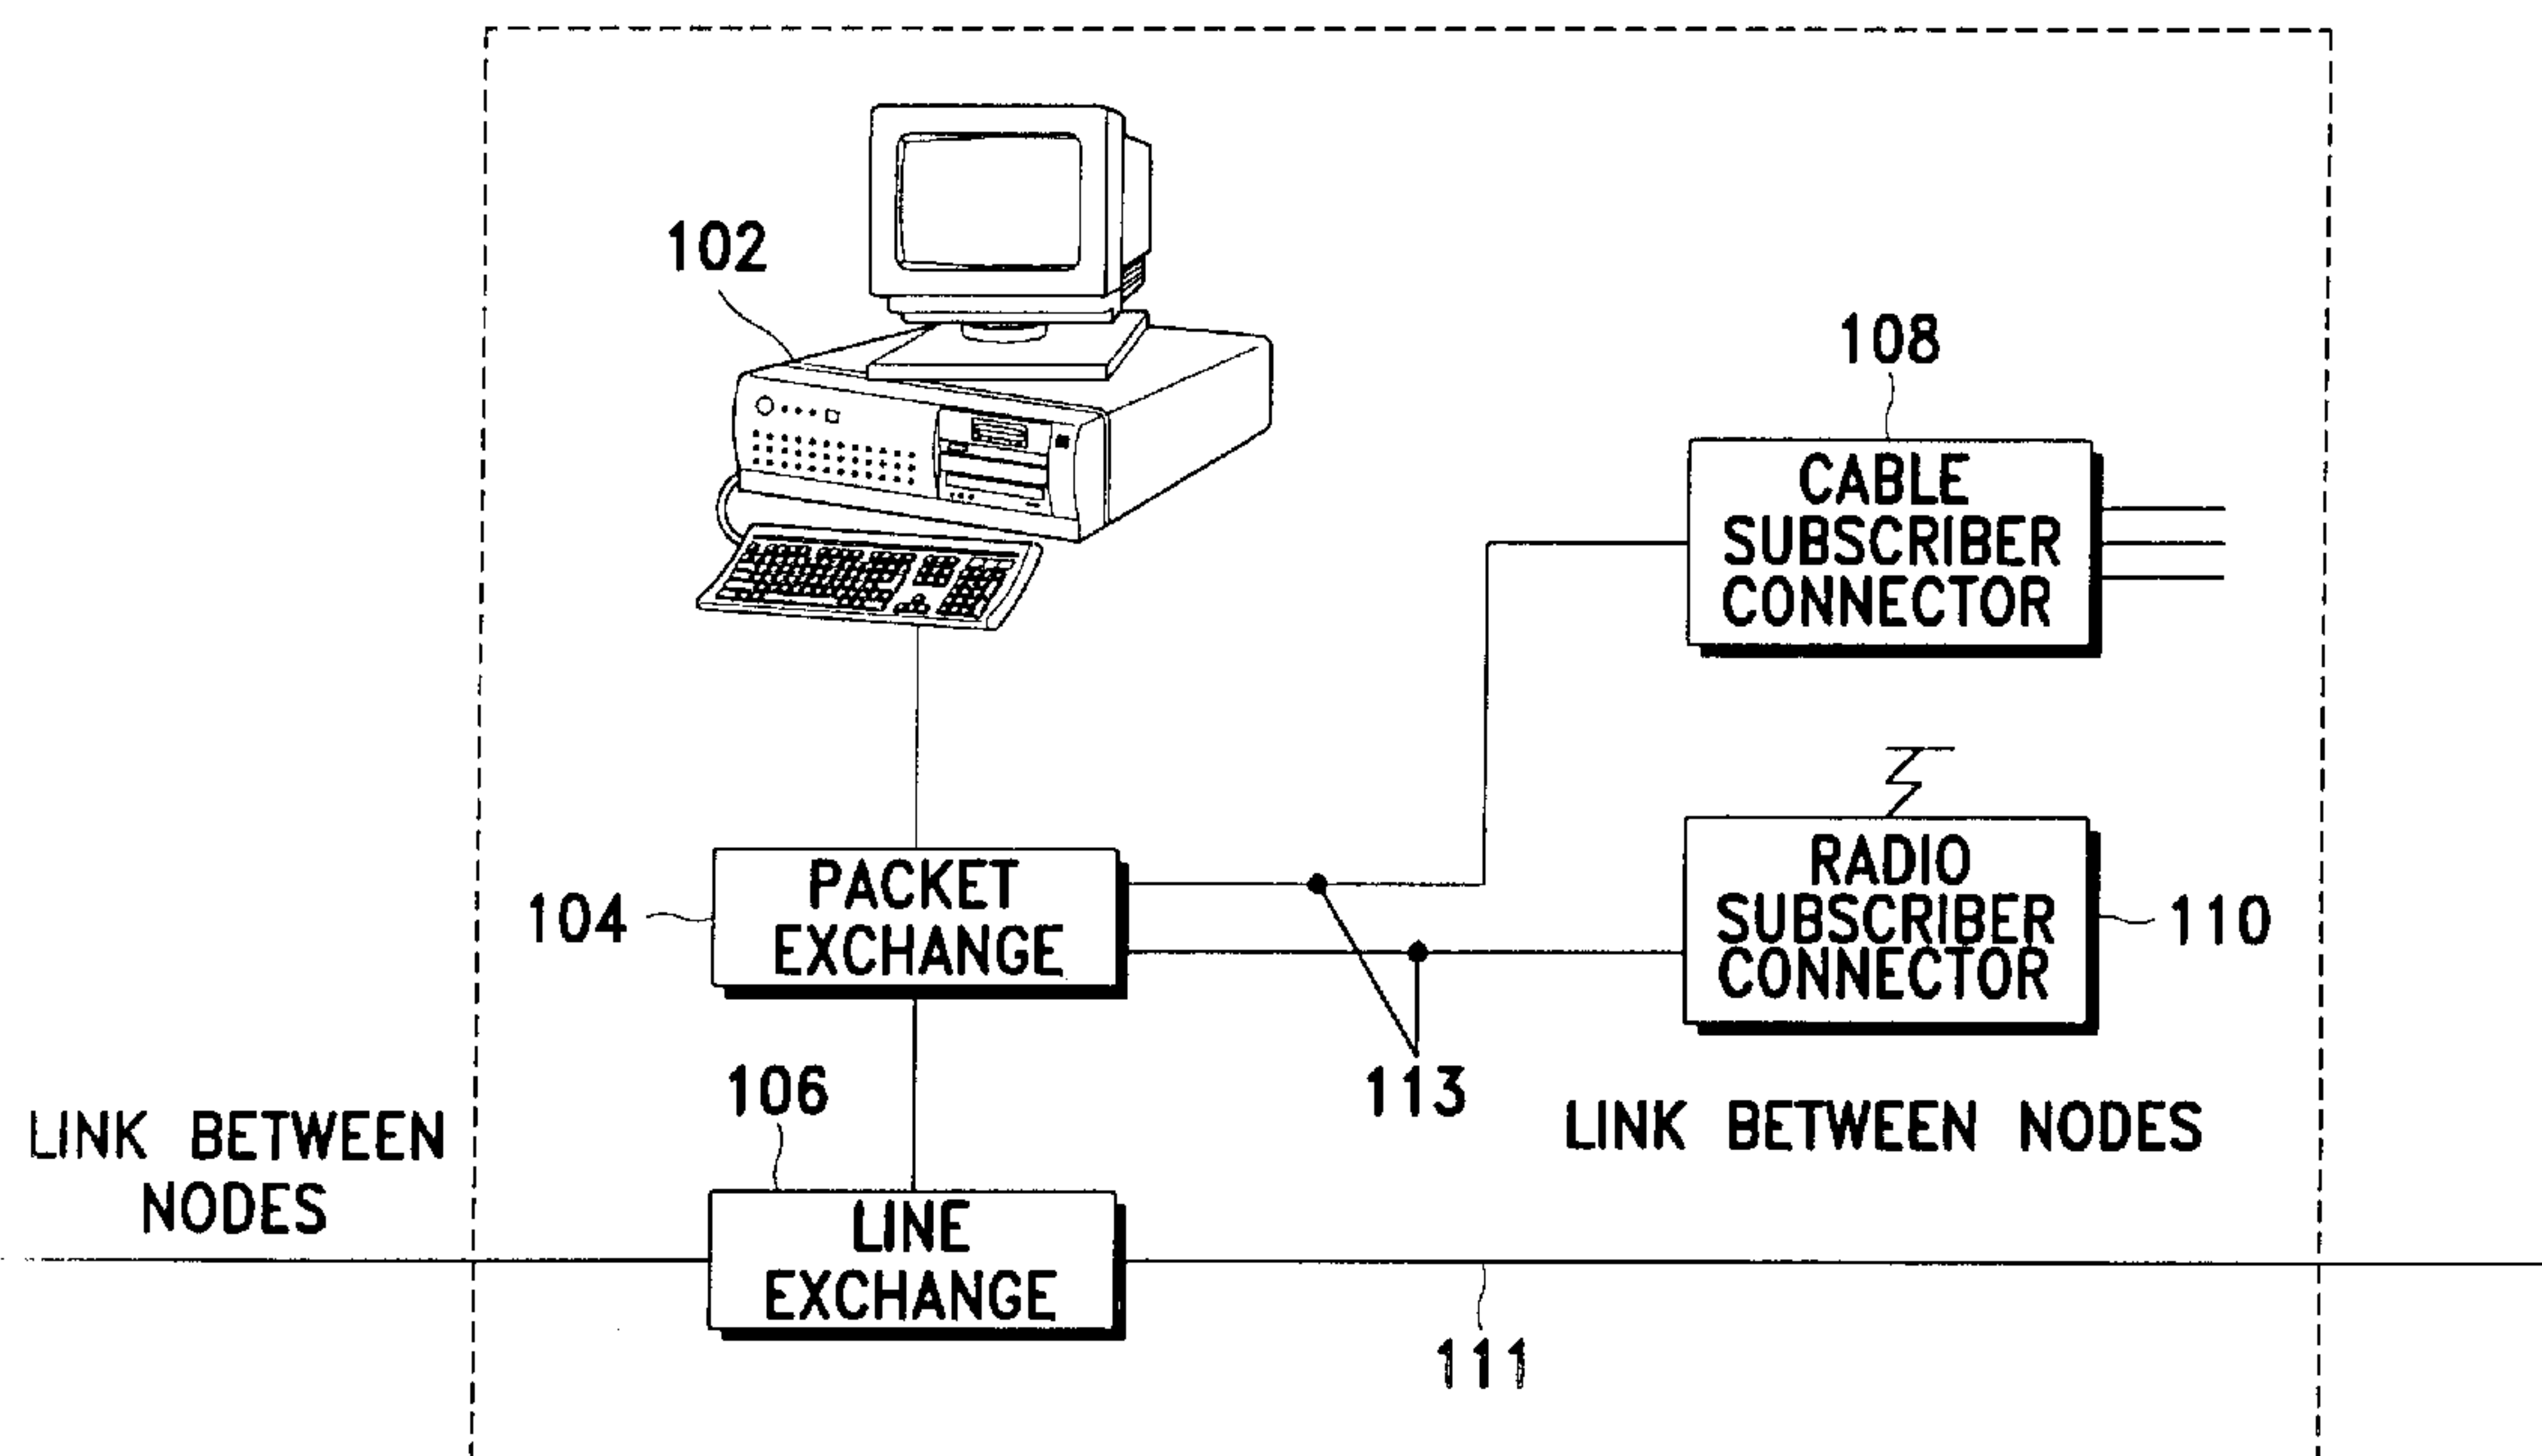 102
108
CABLE
SUBSCRIBER
CONNECTOR
RADIO
SUBSCRIBER
CONNECTOR
110
104
PACKET
EXCHANGE
113
106
LINK BETWEEN
NODES
LINK BETWEEN NODES
LINE
EXCHANGE
111